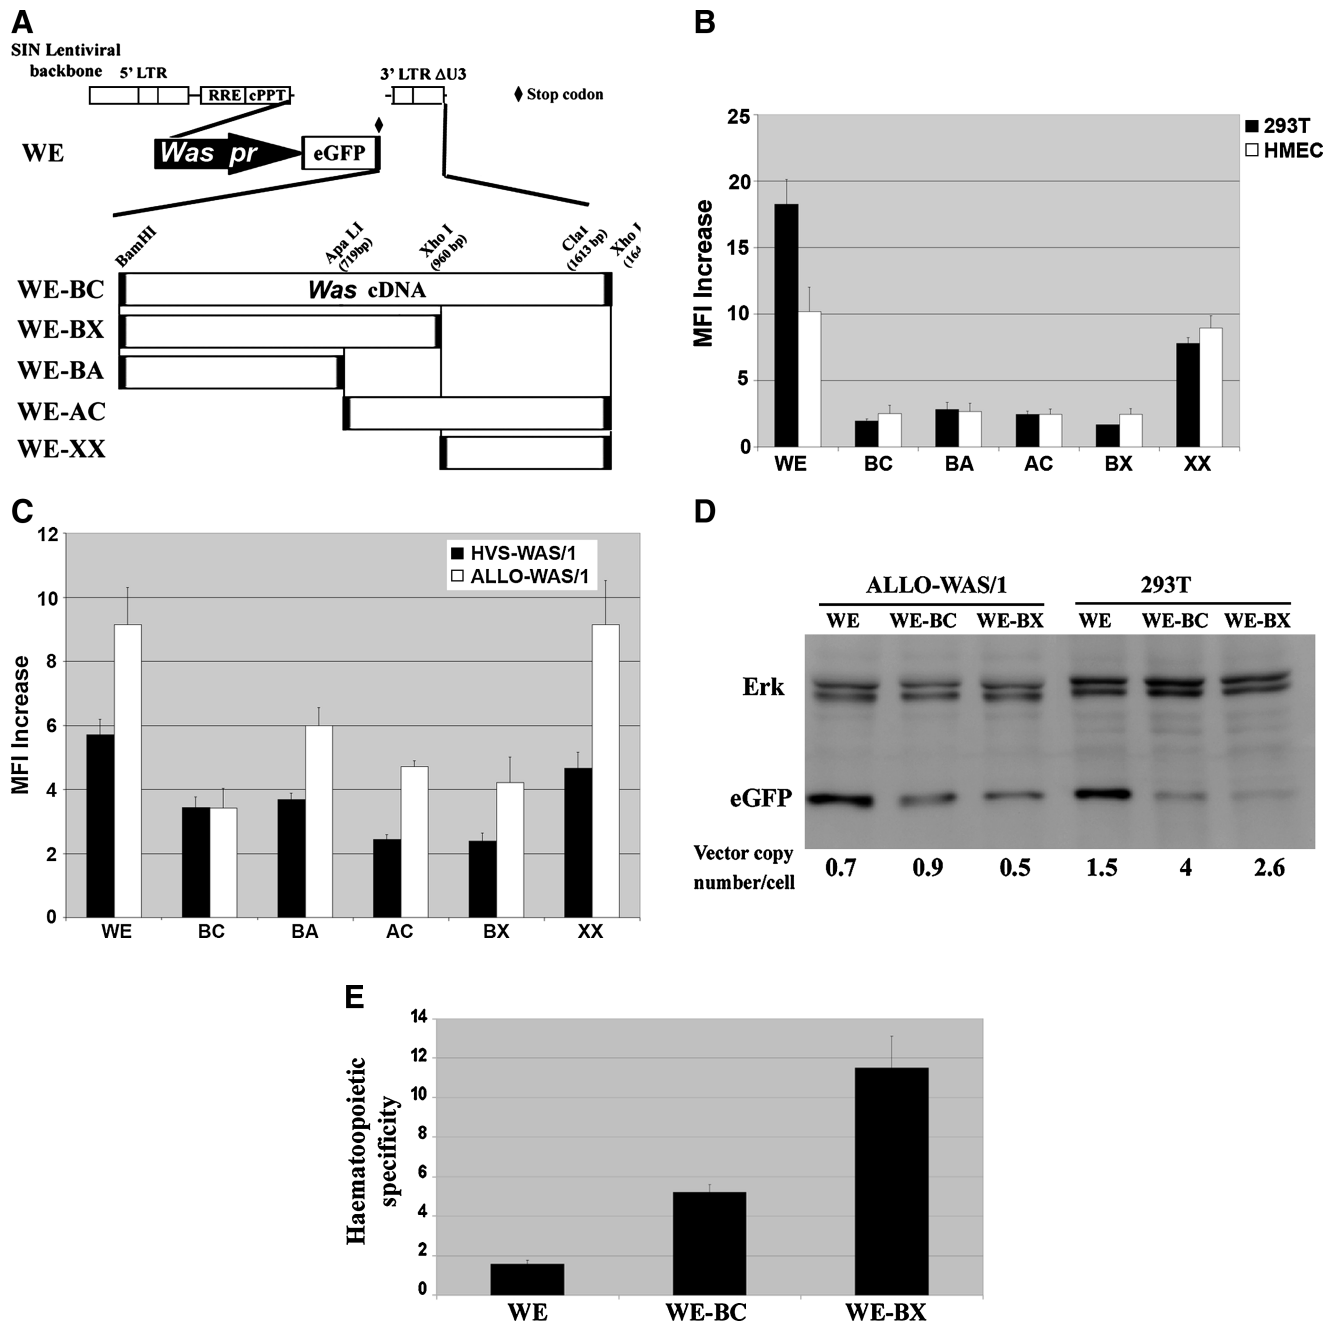 A
SIN Lentiviral
backbone
5' LTR
3' LTR ΔU3
RRE cPPT
♦ Stop codon
WE
Was pr
eGFP
BamHI
Apa LI
(719bp)
Xho I
(960 bp)
ClaI
(1613 bp)
Xho I
WE-BC
Was cDNA
WE-BX
WE-BA
WE-AC
WE-XX
B
MFI Increase
25
20
15
10
5
0
293T
HMEC
WE BC BA AC BX XX
C
MFI Increase
12
10
8
6
4
2
0
HVS-WAS/1
ALLO-WAS/1
WE BC BA AC BX XX
D
ALLO-WAS/1 293T
WE WE-BC WE-BX WE WE-BC WE-BX
Erk
eGFP
Vector copy
number/cell
0.7 0.9 0.5 1.5 4 2.6
E
Haematoopoietic
specificity
14
12
10
8
6
4
2
0
WE WE-BC WE-BX